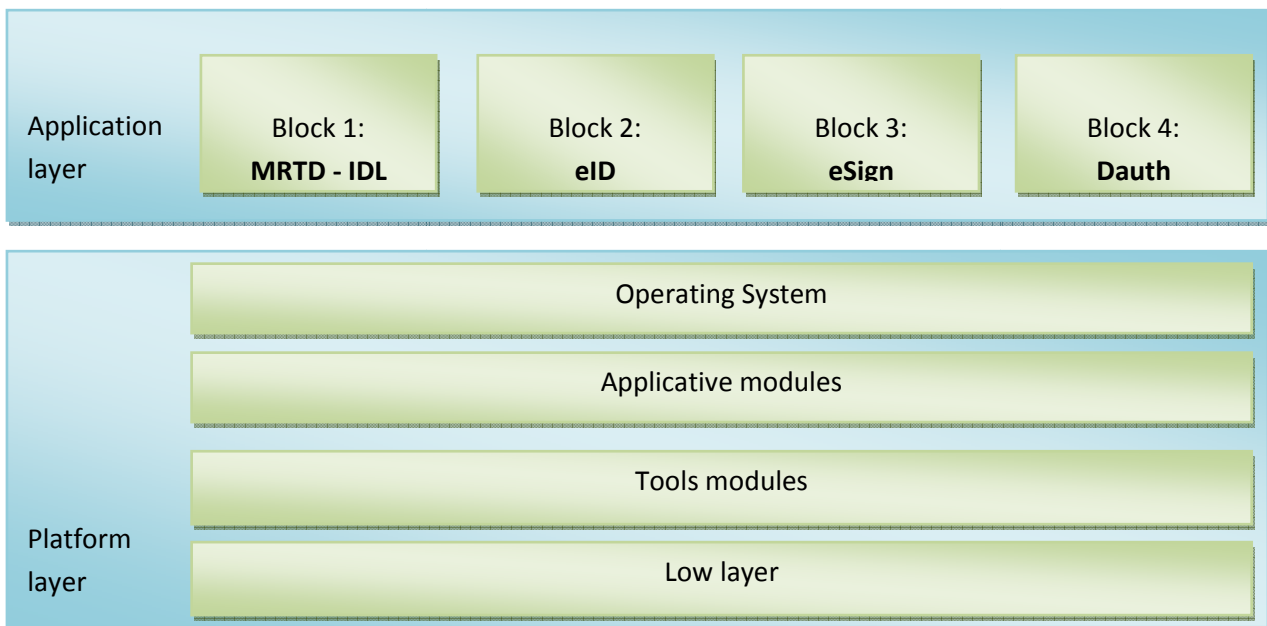 Application
layer
Block 1:
MRTD - IDL
Block 2:
eID
Block 3:
eSign
Block 4:
Dauth
Operating System
Applicative modules
Tools modules
Platform
layer
Low layer